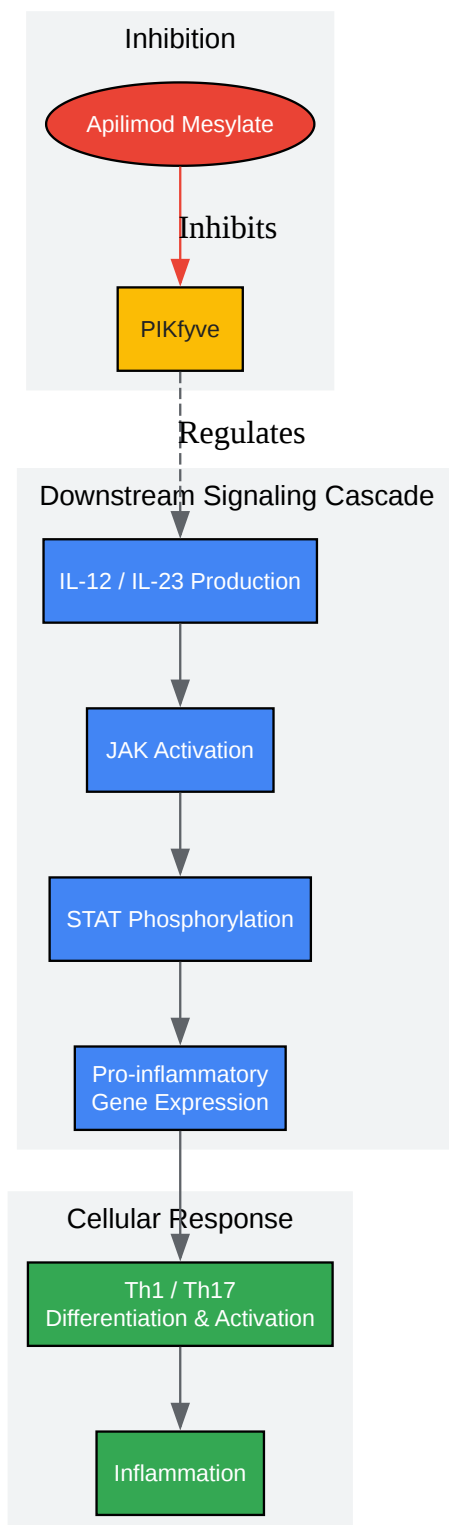 Inhibition
Apilimod Mesylate
Inhibits
PIKfyve
Regulates
Downstream Signaling Cascade
IL-12 / IL-23 Production
JAK Activation
STAT Phosphorylation
Pro-inflammatory
Gene Expression
Cellular Response
Th1 / Th17
Differentiation & Activation
Inflammation